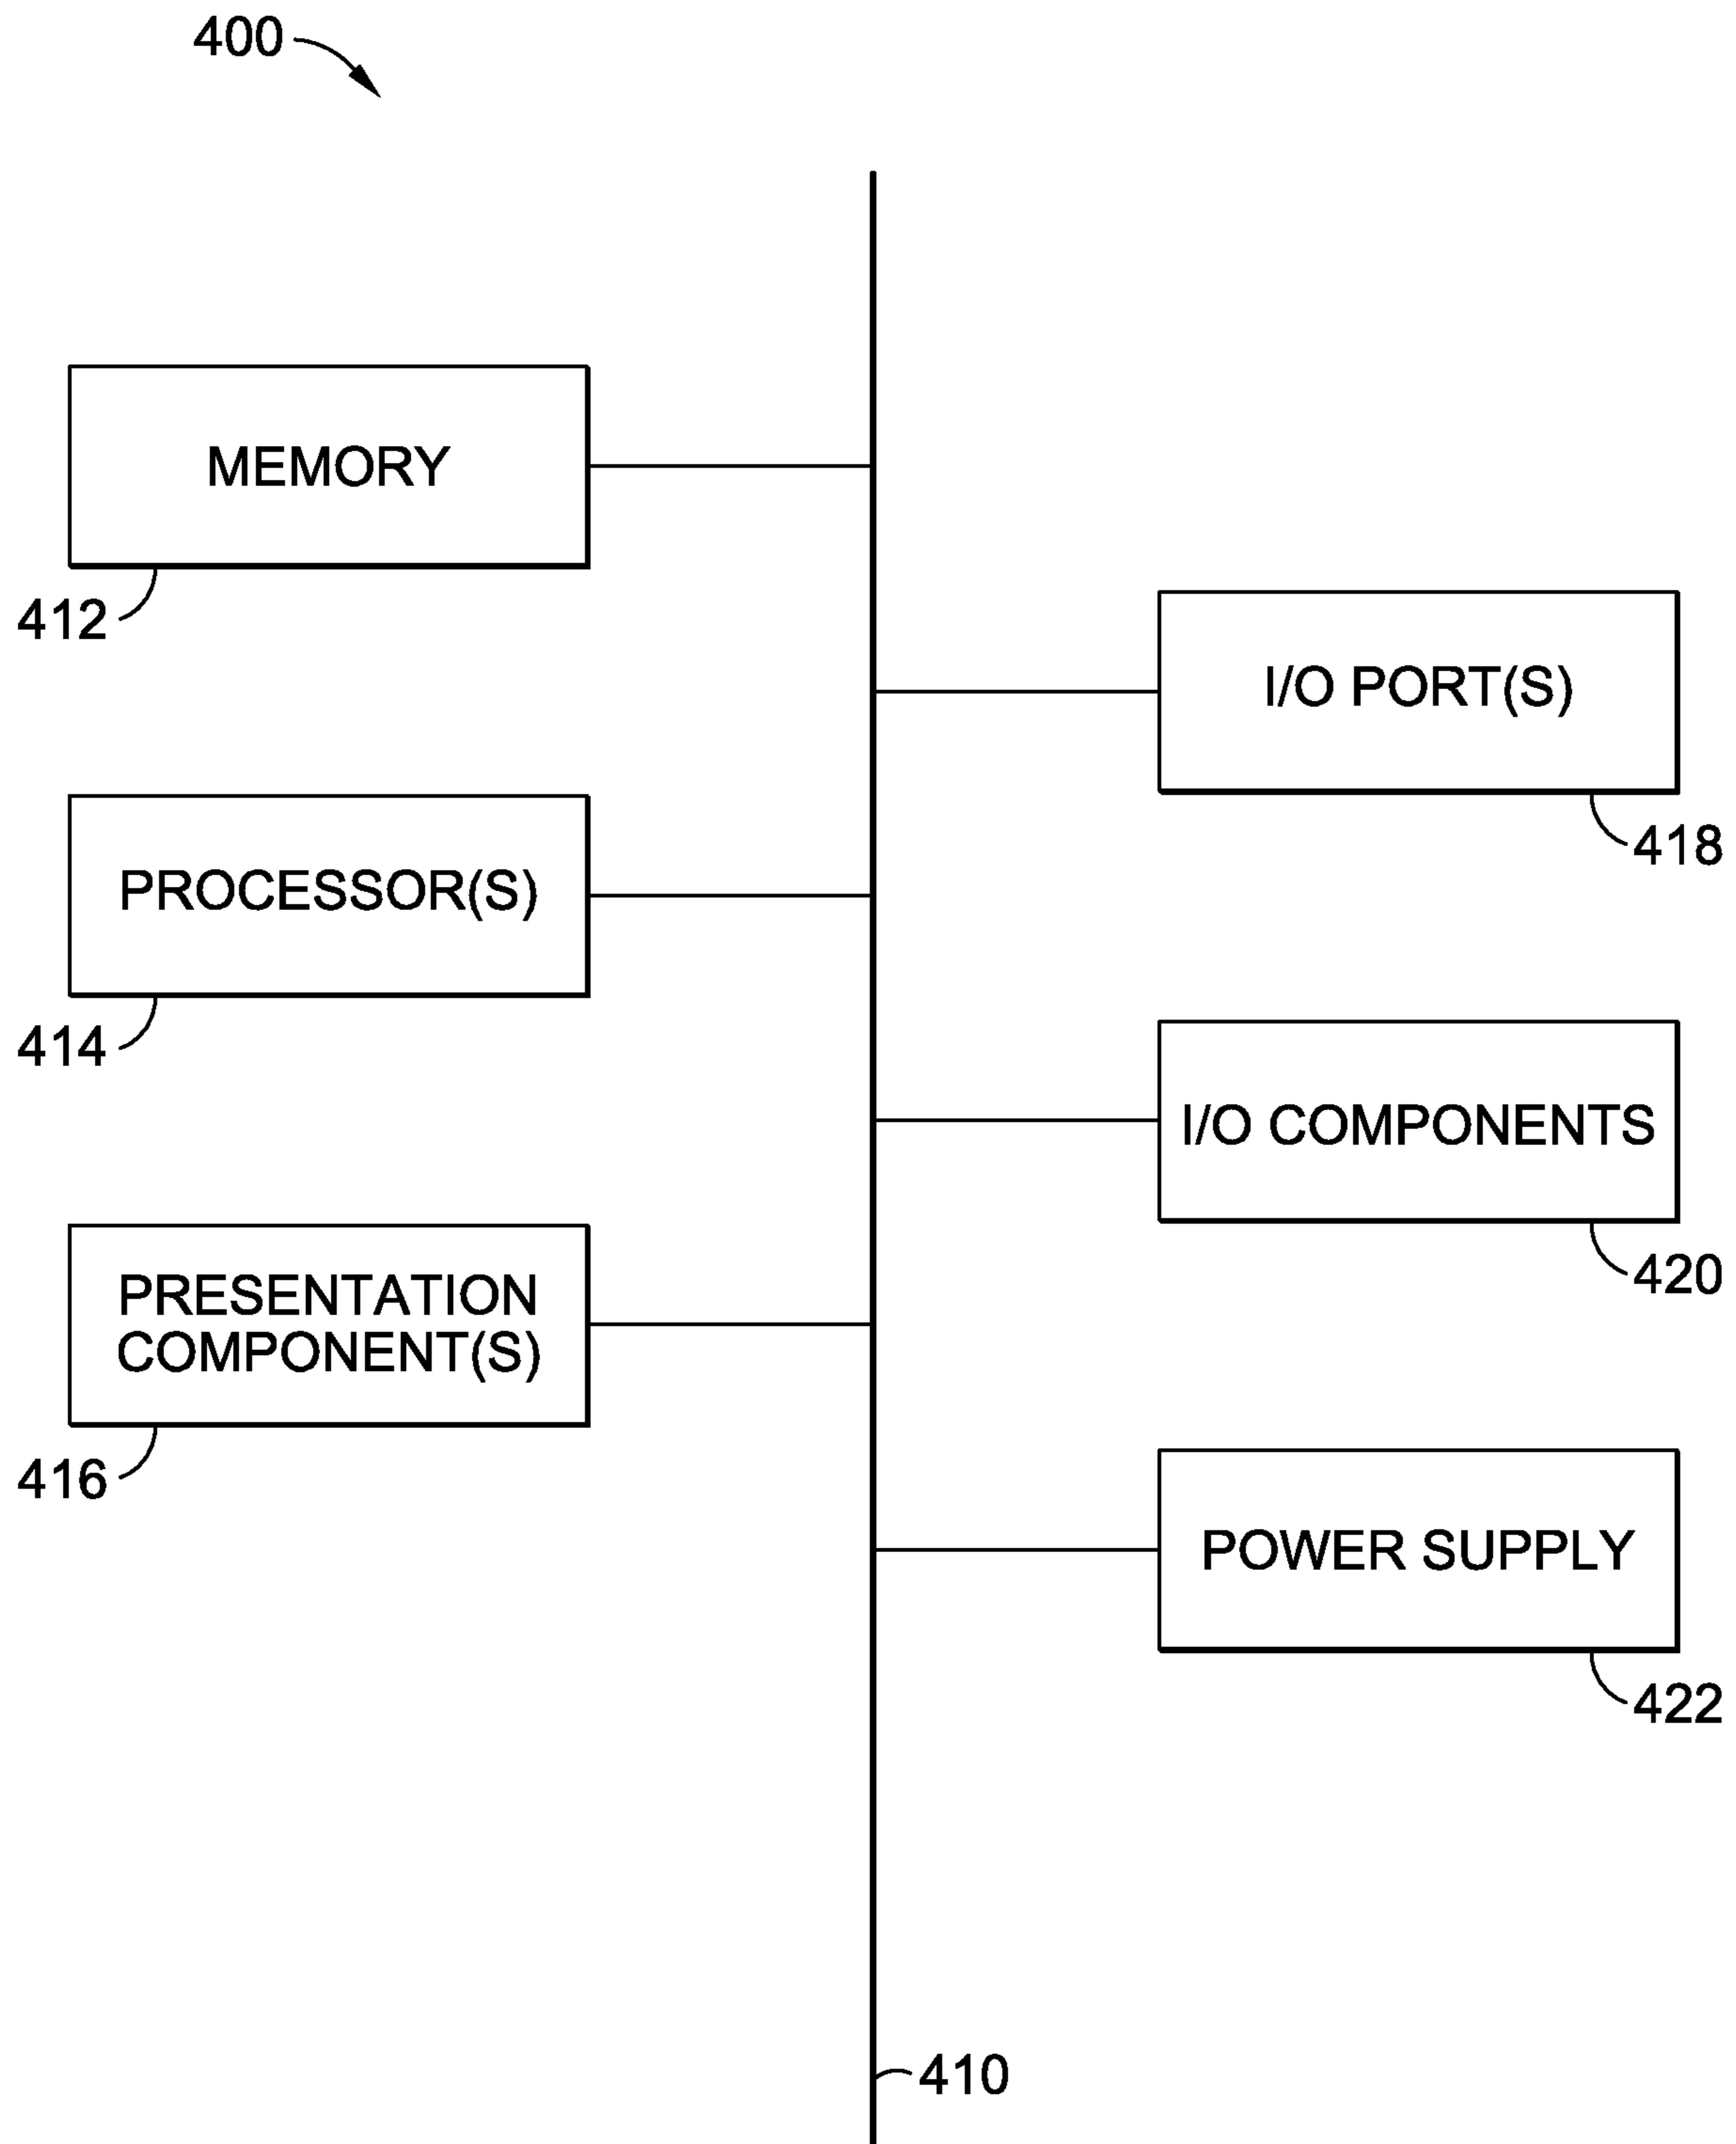 400
MEMORY
412
I/O PORT(S)
418
PROCESSOR(S)
414
I/O COMPONENTS
420
PRESENTATION
COMPONENT(S)
416
POWER SUPPLY
422
410